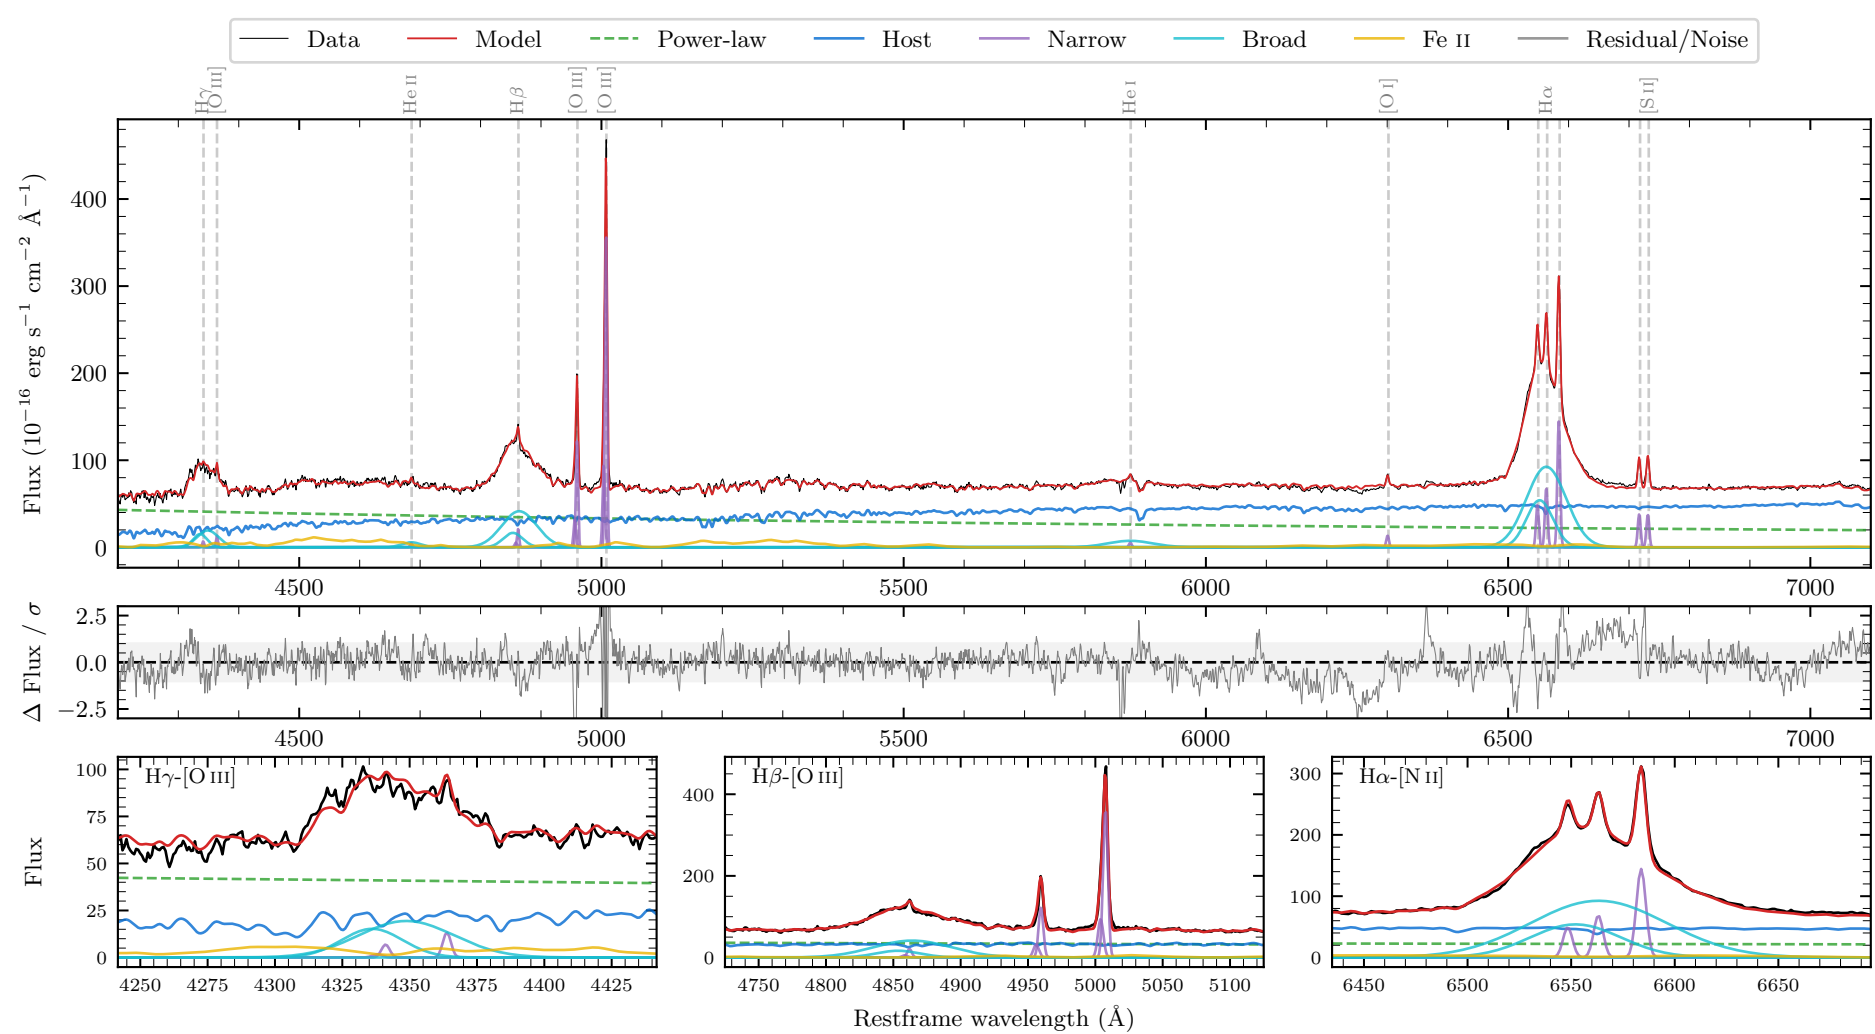 Data Model Power-law Host Narrow Broad Fe II Residual/Noise
Hγ [O III] He II Hβ [O III] [O III] He I [O I] Hα [S II]
Flux (10⁻¹⁶ erg s⁻¹ cm⁻² Å⁻¹)
400
300
200
100
0
4500 5000 5500 6000 6500 7000
Δ Flux / σ
2.5
0.0
−2.5
4500 5000 5500 6000 6500 7000
Flux
Hγ-[O III]
100
75
50
25
0
4250 4275 4300 4325 4350 4375 4400 4425
Hβ-[O III]
400
200
0
4750 4800 4850 4900 4950 5000 5050 5100
Hα-[N II]
300
200
100
0
6450 6500 6550 6600 6650
Restframe wavelength (Å)